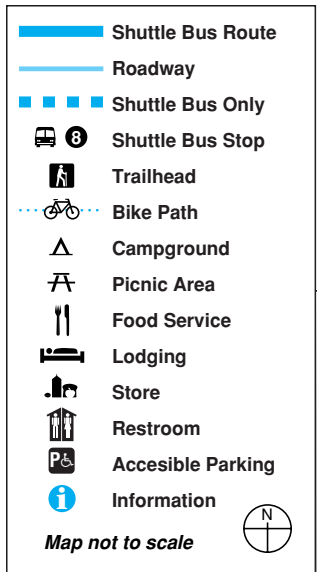 Shuttle Bus Route
Roadway
Shuttle Bus Only
8 Shuttle Bus Stop
Trailhead
Bike Path
Campground
Picnic Area
Food Service
Lodging
Store
Restroom
P Accesible Parking
i Information
N
Map not to scale